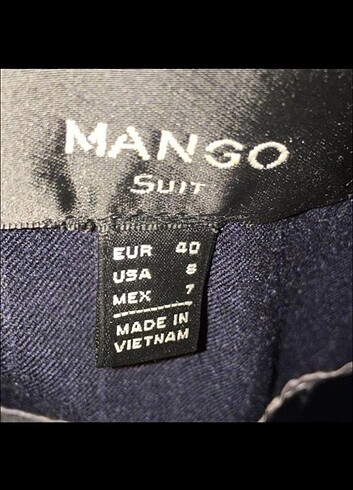 MANGO
SUIT
EUR 40
USA 8
MEX 7
MADE IN
VIETNAM